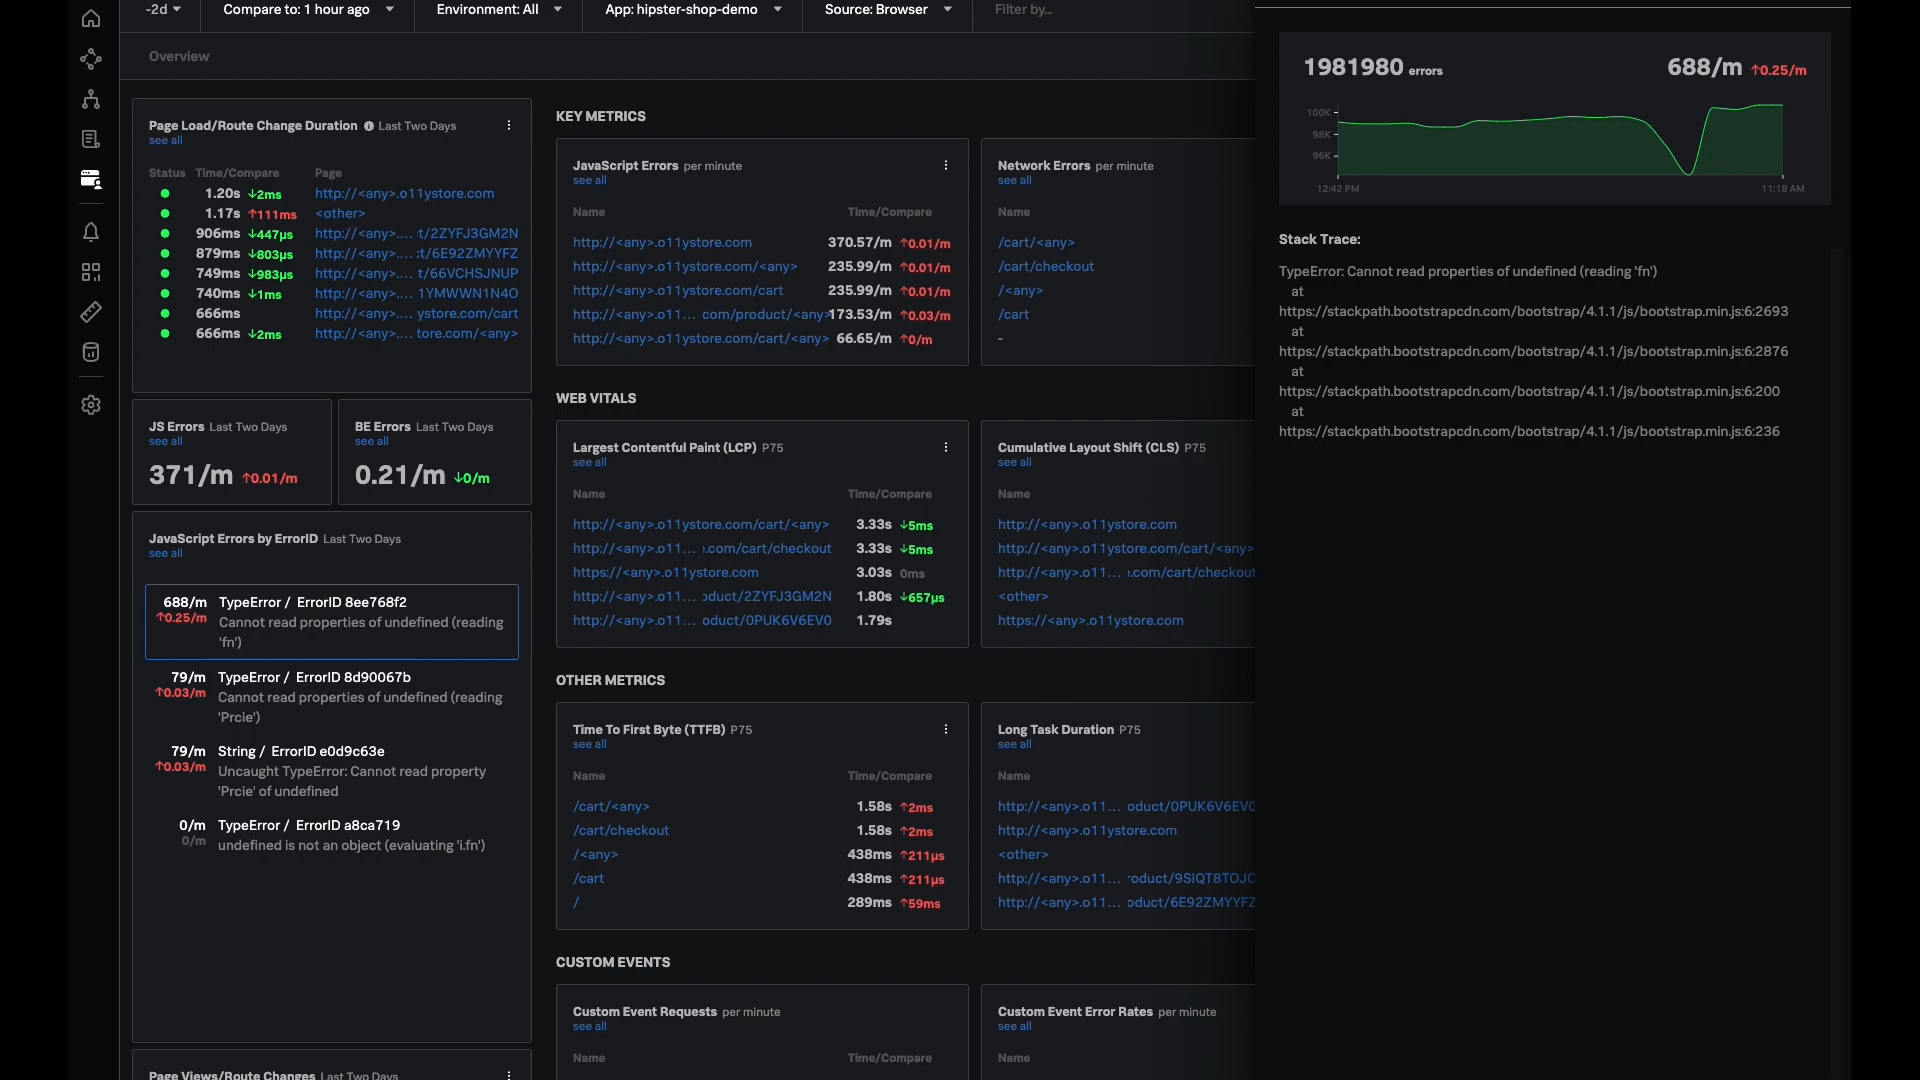 -2d
Compare to: 1 hour ago
Environment: All
App: hipster-shop-demo
Source: Browser
Filter by...
Overview
Page Load/Route Change Duration Last Two Days
see all
Status Time/Compare Page
1.20s ↓2ms http://<any>.o11ystore.com
1.17s ↑111ms <other>
906ms ↓447µs http://<any>.... :t/2ZYFJ3GM2N
879ms ↓803µs http://<any>.... :t/6E92ZMYYFZ
749ms ↓983µs http://<any>.... t/66VCHSJNUP
740ms ↓1ms http://<any>.... 1YMWWN1N4O
666ms http://<any>.... ystore.com/cart
666ms ↓2ms http://<any>.... tore.com/<any>
JS Errors Last Two Days
see all
371/m ↑0.01/m
BE Errors Last Two Days
see all
0.21/m ↓0/m
JavaScript Errors by ErrorID Last Two Days
see all
688/m TypeError / ErrorID 8ee768f2
↑0.25/m Cannot read properties of undefined (reading
'fn')
79/m TypeError / ErrorID 8d90067b
↑0.03/m Cannot read properties of undefined (reading
'Prcie')
79/m String / ErrorID e0d9c63e
↑0.03/m Uncaught TypeError: Cannot read property
'Prcie' of undefined
0/m TypeError / ErrorID a8ca719
0/m undefined is not an object (evaluating 'i.fn')
Page Views/Route Changes Last Two Days
KEY METRICS
JavaScript Errors per minute
see all
Name Time/Compare
http://<any>.o11ystore.com 370.57/m ↑0.01/m
http://<any>.o11ystore.com/<any> 235.99/m ↑0.01/m
http://<any>.o11ystore.com/cart 235.99/m ↑0.01/m
http://<any>.o11... com/product/<any> 173.53/m ↑0.03/m
http://<any>.o11ystore.com/cart/<any> 66.65/m ↑0/m
Network Errors per minute
see all
Name
/cart/<any>
/cart/checkout
/<any>
/cart
-
WEB VITALS
Largest Contentful Paint (LCP) P75
see all
Name Time/Compare
http://<any>.o11ystore.com/cart/<any> 3.33s ↓5ms
http://<any>.o11... :.com/cart/checkout 3.33s ↓5ms
https://<any>.o11ystore.com 3.03s 0ms
http://<any>.o11... oduct/2ZYFJ3GM2N 1.80s ↓657µs
http://<any>.o11... oduct/0PUK6V6EV0 1.79s
Cumulative Layout Shift (CLS) P75
see all
Name
http://<any>.o11ystore.com
http://<any>.o11ystore.com/cart/<any>
http://<any>.o11... :.com/cart/checkout
<other>
https://<any>.o11ystore.com
OTHER METRICS
Time To First Byte (TTFB) P75
see all
Name Time/Compare
/cart/<any> 1.58s ↑2ms
/cart/checkout 1.58s ↑2ms
/<any> 438ms ↑211µs
/cart 438ms ↑211µs
/ 289ms ↑59ms
Long Task Duration P75
see all
Name
http://<any>.o11... oduct/0PUK6V6EV0
http://<any>.o11ystore.com
<other>
http://<any>.o11... roduct/9SIQT8TOJO
http://<any>.o11... oduct/6E92ZMYYFZ
CUSTOM EVENTS
Custom Event Requests per minute
see all
Name Time/Compare
Custom Event Error Rates per minute
see all
Name
1981980 errors
688/m ↑0.25/m
100K
98K
96K
12:42 PM 11:18 AM
Stack Trace:
TypeError: Cannot read properties of undefined (reading 'fn')
at
https://stackpath.bootstrapcdn.com/bootstrap/4.1.1/js/bootstrap.min.js:6:2693
at
https://stackpath.bootstrapcdn.com/bootstrap/4.1.1/js/bootstrap.min.js:6:2876
at
https://stackpath.bootstrapcdn.com/bootstrap/4.1.1/js/bootstrap.min.js:6:200
at
https://stackpath.bootstrapcdn.com/bootstrap/4.1.1/js/bootstrap.min.js:6:236